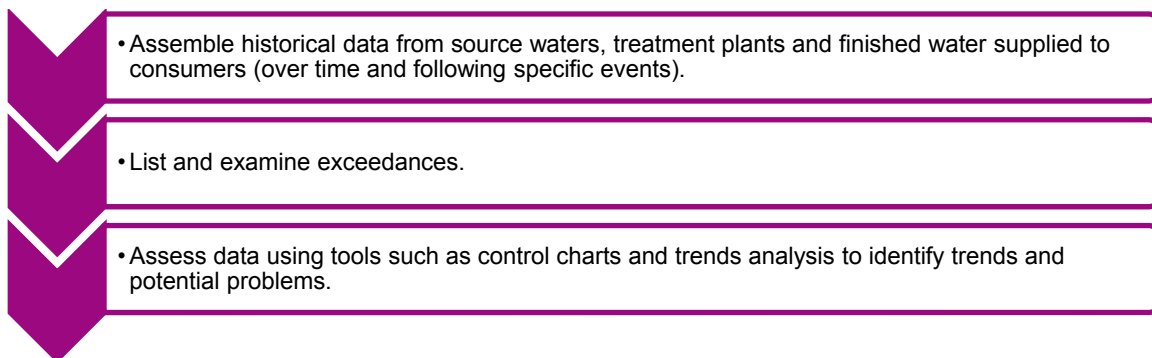 •Assemble historical data from source waters, treatment plants and finished water supplied to
consumers (over time and following specific events).
•List and examine exceedances.
•Assess data using tools such as control charts and trends analysis to identify trends and
potential problems.